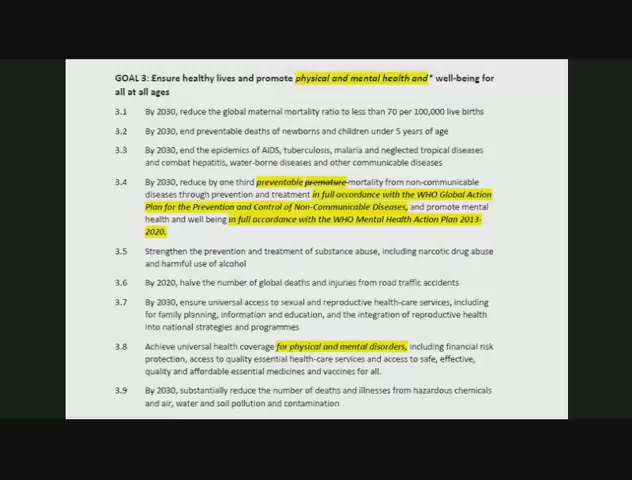 GOAL 3: Ensure healthy lives and promote physical and mental health and* well-being for
all at all ages
3.1 By 2030, reduce the global maternal mortality ratio to less than 70 per 100,000 live births
3.2 By 2030, end preventable deaths of newborns and children under 5 years of age
3.3 By 2030, end the epidemics of AIDS, tuberculosis, malaria and neglected tropical diseases
and combat hepatitis, water-borne diseases and other communicable diseases
3.4 By 2030, reduce by one third preventable premature mortality from non-communicable
diseases through prevention and treatment in full accordance with the WHO Global Action
Plan for the Prevention and Control of Non-Communicable Diseases, and promote mental
health and well being in full accordance with the WHO Mental Health Action Plan 2013-
2020.
3.5 Strengthen the prevention and treatment of substance abuse, including narcotic drug abuse
and harmful use of alcohol
3.6 By 2020, halve the number of global deaths and injuries from road traffic accidents
3.7 By 2030, ensure universal access to sexual and reproductive health-care services, including
for family planning, information and education, and the integration of reproductive health
into national strategies and programmes
3.8 Achieve universal health coverage for physical and mental disorders, including financial risk
protection, access to quality essential health-care services and access to safe, effective,
quality and affordable essential medicines and vaccines for all.
3.9 By 2030, substantially reduce the number of deaths and illnesses from hazardous chemicals
and air, water and soil pollution and contamination